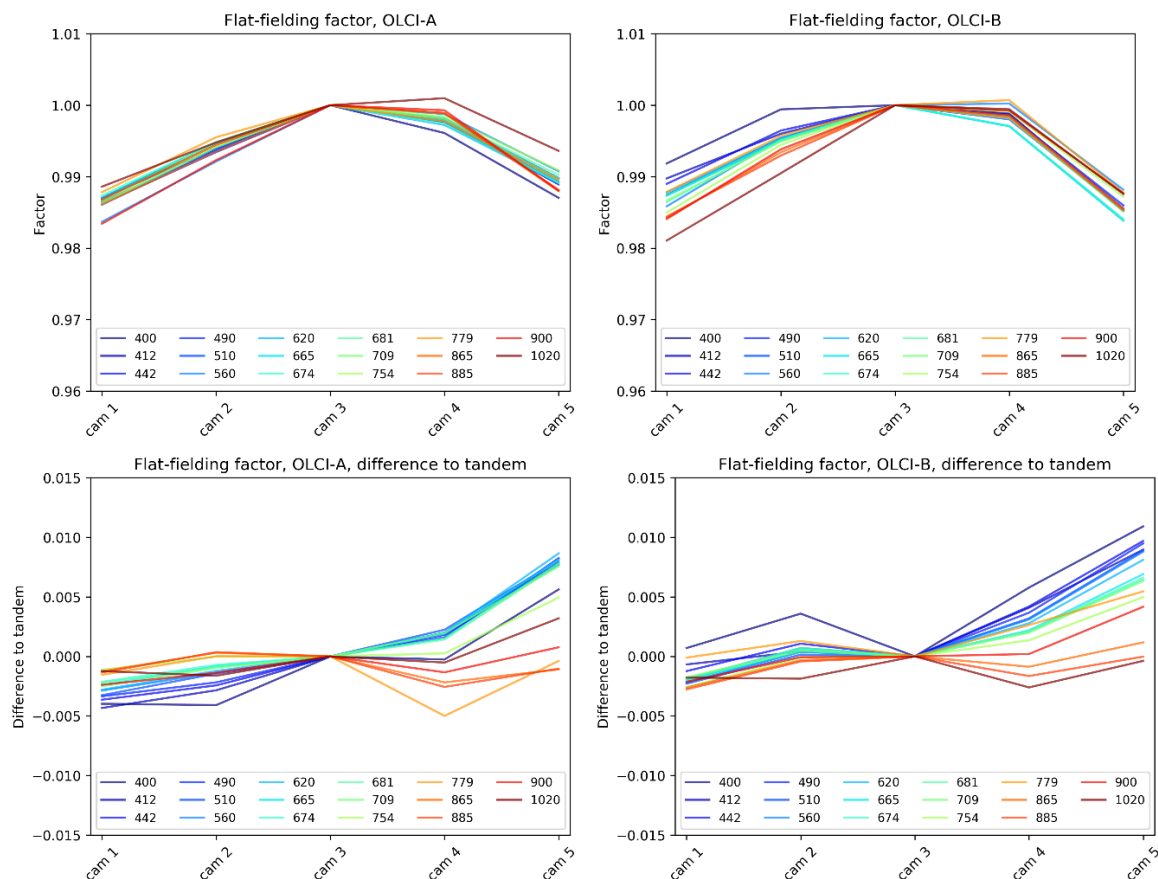 Flat-fielding factor, OLCI-A
Factor
1.01
1.00
0.99
0.98
0.97
0.96
400 490 620 681 779 900
412 510 665 709 865 1020
442 560 674 754 885
cam 1 cam 2 cam 3 cam 4 cam 5
Flat-fielding factor, OLCI-B
Factor
1.01
1.00
0.99
0.98
0.97
0.96
400 490 620 681 779 900
412 510 665 709 865 1020
442 560 674 754 885
cam 1 cam 2 cam 3 cam 4 cam 5
Flat-fielding factor, OLCI-A, difference to tandem
Difference to tandem
0.015
0.010
0.005
0.000
−0.005
−0.010
−0.015
400 490 620 681 779 900
412 510 665 709 865 1020
442 560 674 754 885
cam 1 cam 2 cam 3 cam 4 cam 5
Flat-fielding factor, OLCI-B, difference to tandem
Difference to tandem
0.015
0.010
0.005
0.000
−0.005
−0.010
−0.015
400 490 620 681 779 900
412 510 665 709 865 1020
442 560 674 754 885
cam 1 cam 2 cam 3 cam 4 cam 5